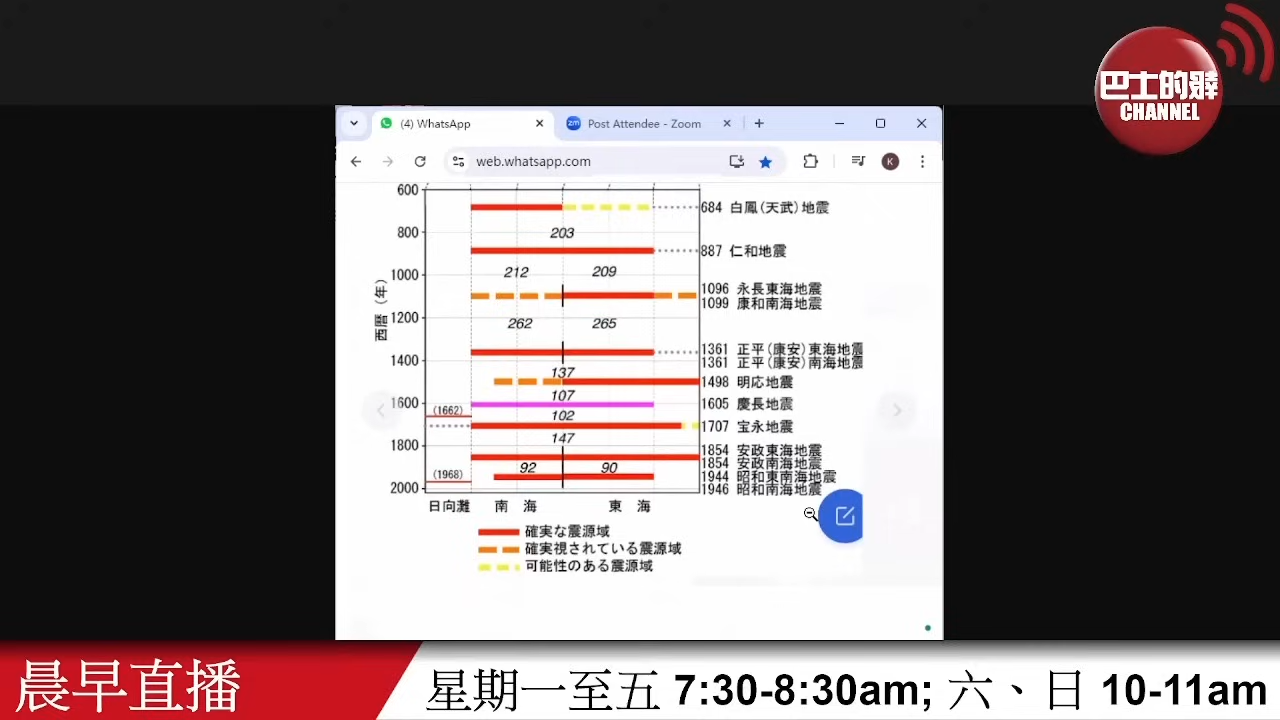 巴士的報
CHANNEL
(4) WhatsApp
zm Post Attendee - Zoom
web.whatsapp.com
K
600
684 白鳳(天武)地震
800
203
887 仁和地震
1000
212 209
1096 永長東海地震
1099 康和南海地震
西暦(年)
1200
262 265
1361 正平(康安)東海地震
1361 正平(康安)南海地震
1400
137
1498 明応地震
107
1600
1605 慶長地震
(1662)
102
1707 宝永地震
147
1800
1854 安政東海地震
1854 安政南海地震
92 90
(1968)
1944 昭和東南海地震
2000
1946 昭和南海地震
日向灘 南 海 東 海
確実な震源域
確実視されている震源域
可能性のある震源域
晨早直播
星期一至五 7:30-8:30am; 六、日 10-11am